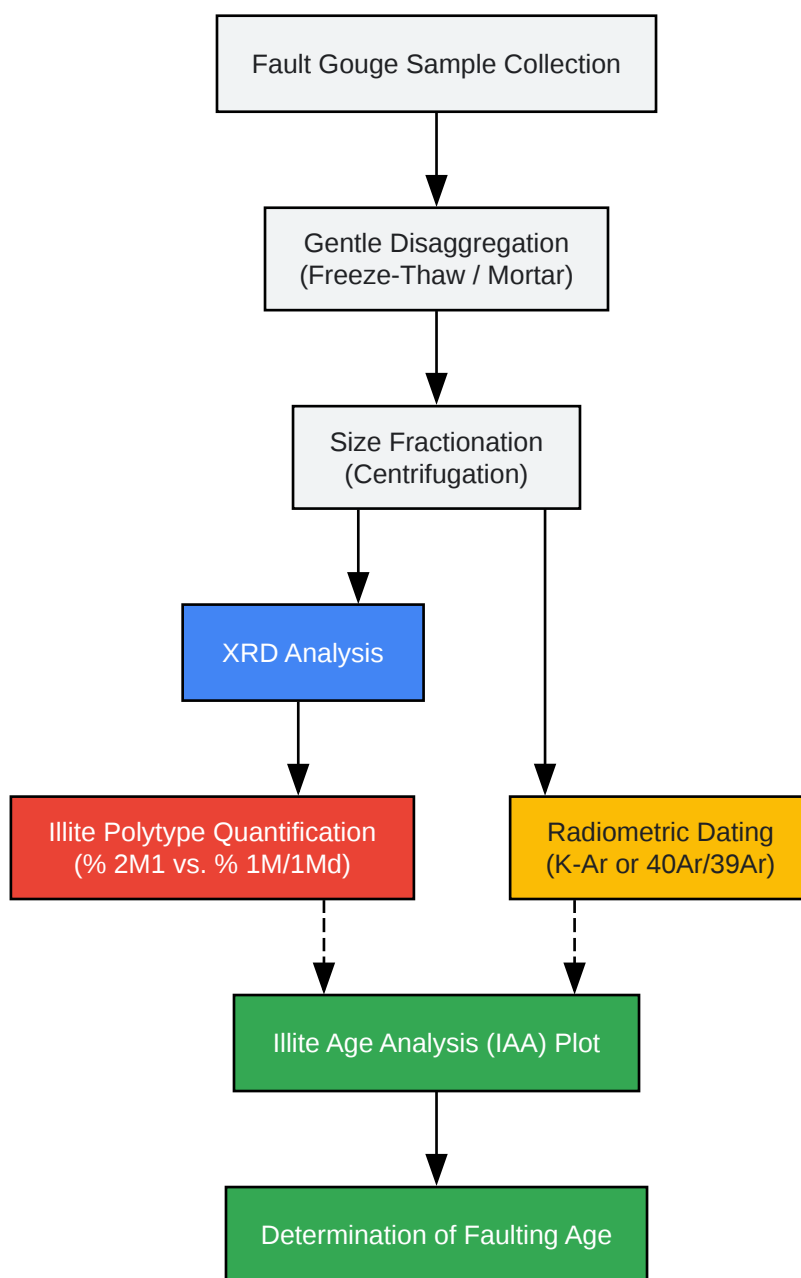 Fault Gouge Sample Collection
Gentle Disaggregation
(Freeze-Thaw / Mortar)
Size Fractionation
(Centrifugation)
XRD Analysis
Illite Polytype Quantification
(% 2M1 vs. % 1M/1Md)
Radiometric Dating
(K-Ar or 40Ar/39Ar)
Illite Age Analysis (IAA) Plot
Determination of Faulting Age